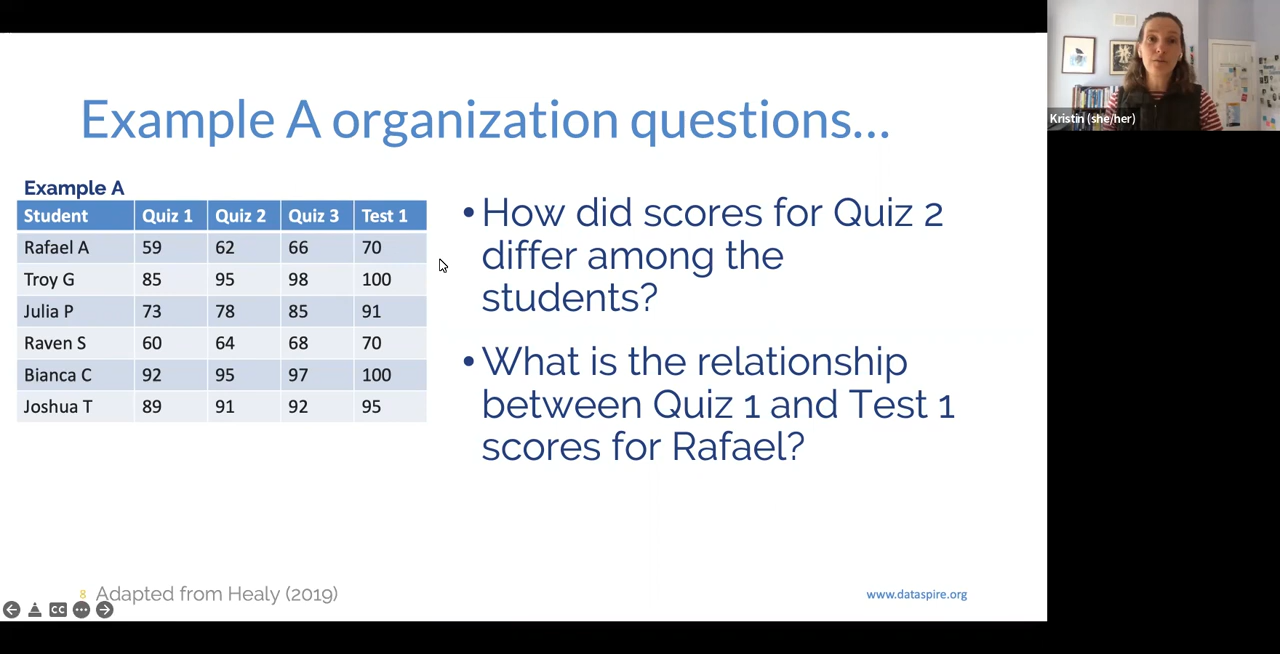 Example A organization questions...
Example A
Student Quiz 1 Quiz 2 Quiz 3 Test 1
Rafael A 59 62 66 70
Troy G 85 95 98 100
Julia P 73 78 85 91
Raven S 60 64 68 70
Bianca C 92 95 97 100
Joshua T 89 91 92 95
• How did scores for Quiz 2
differ among the
students?
• What is the relationship
between Quiz 1 and Test 1
scores for Rafael?
8 Adapted from Healy (2019)
www.dataspire.org
CC
Kristin (she/her)